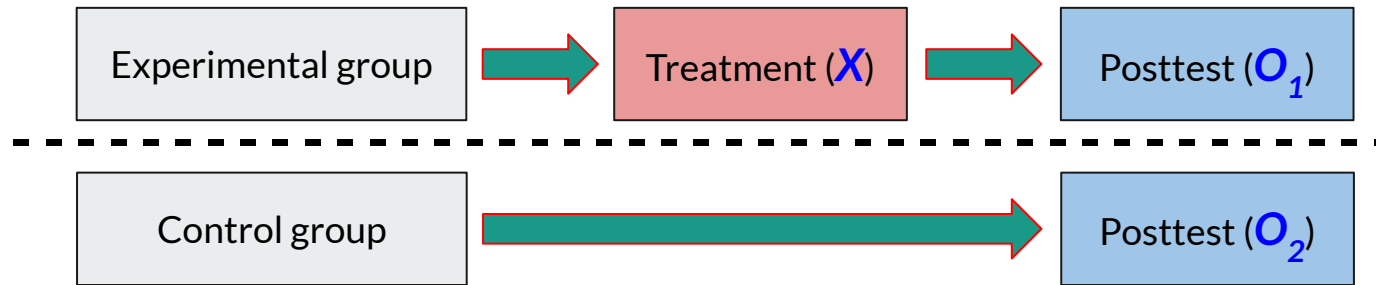 Experimental group
Treatment (X)
Posttest (O1)
Control group
Posttest (O2)